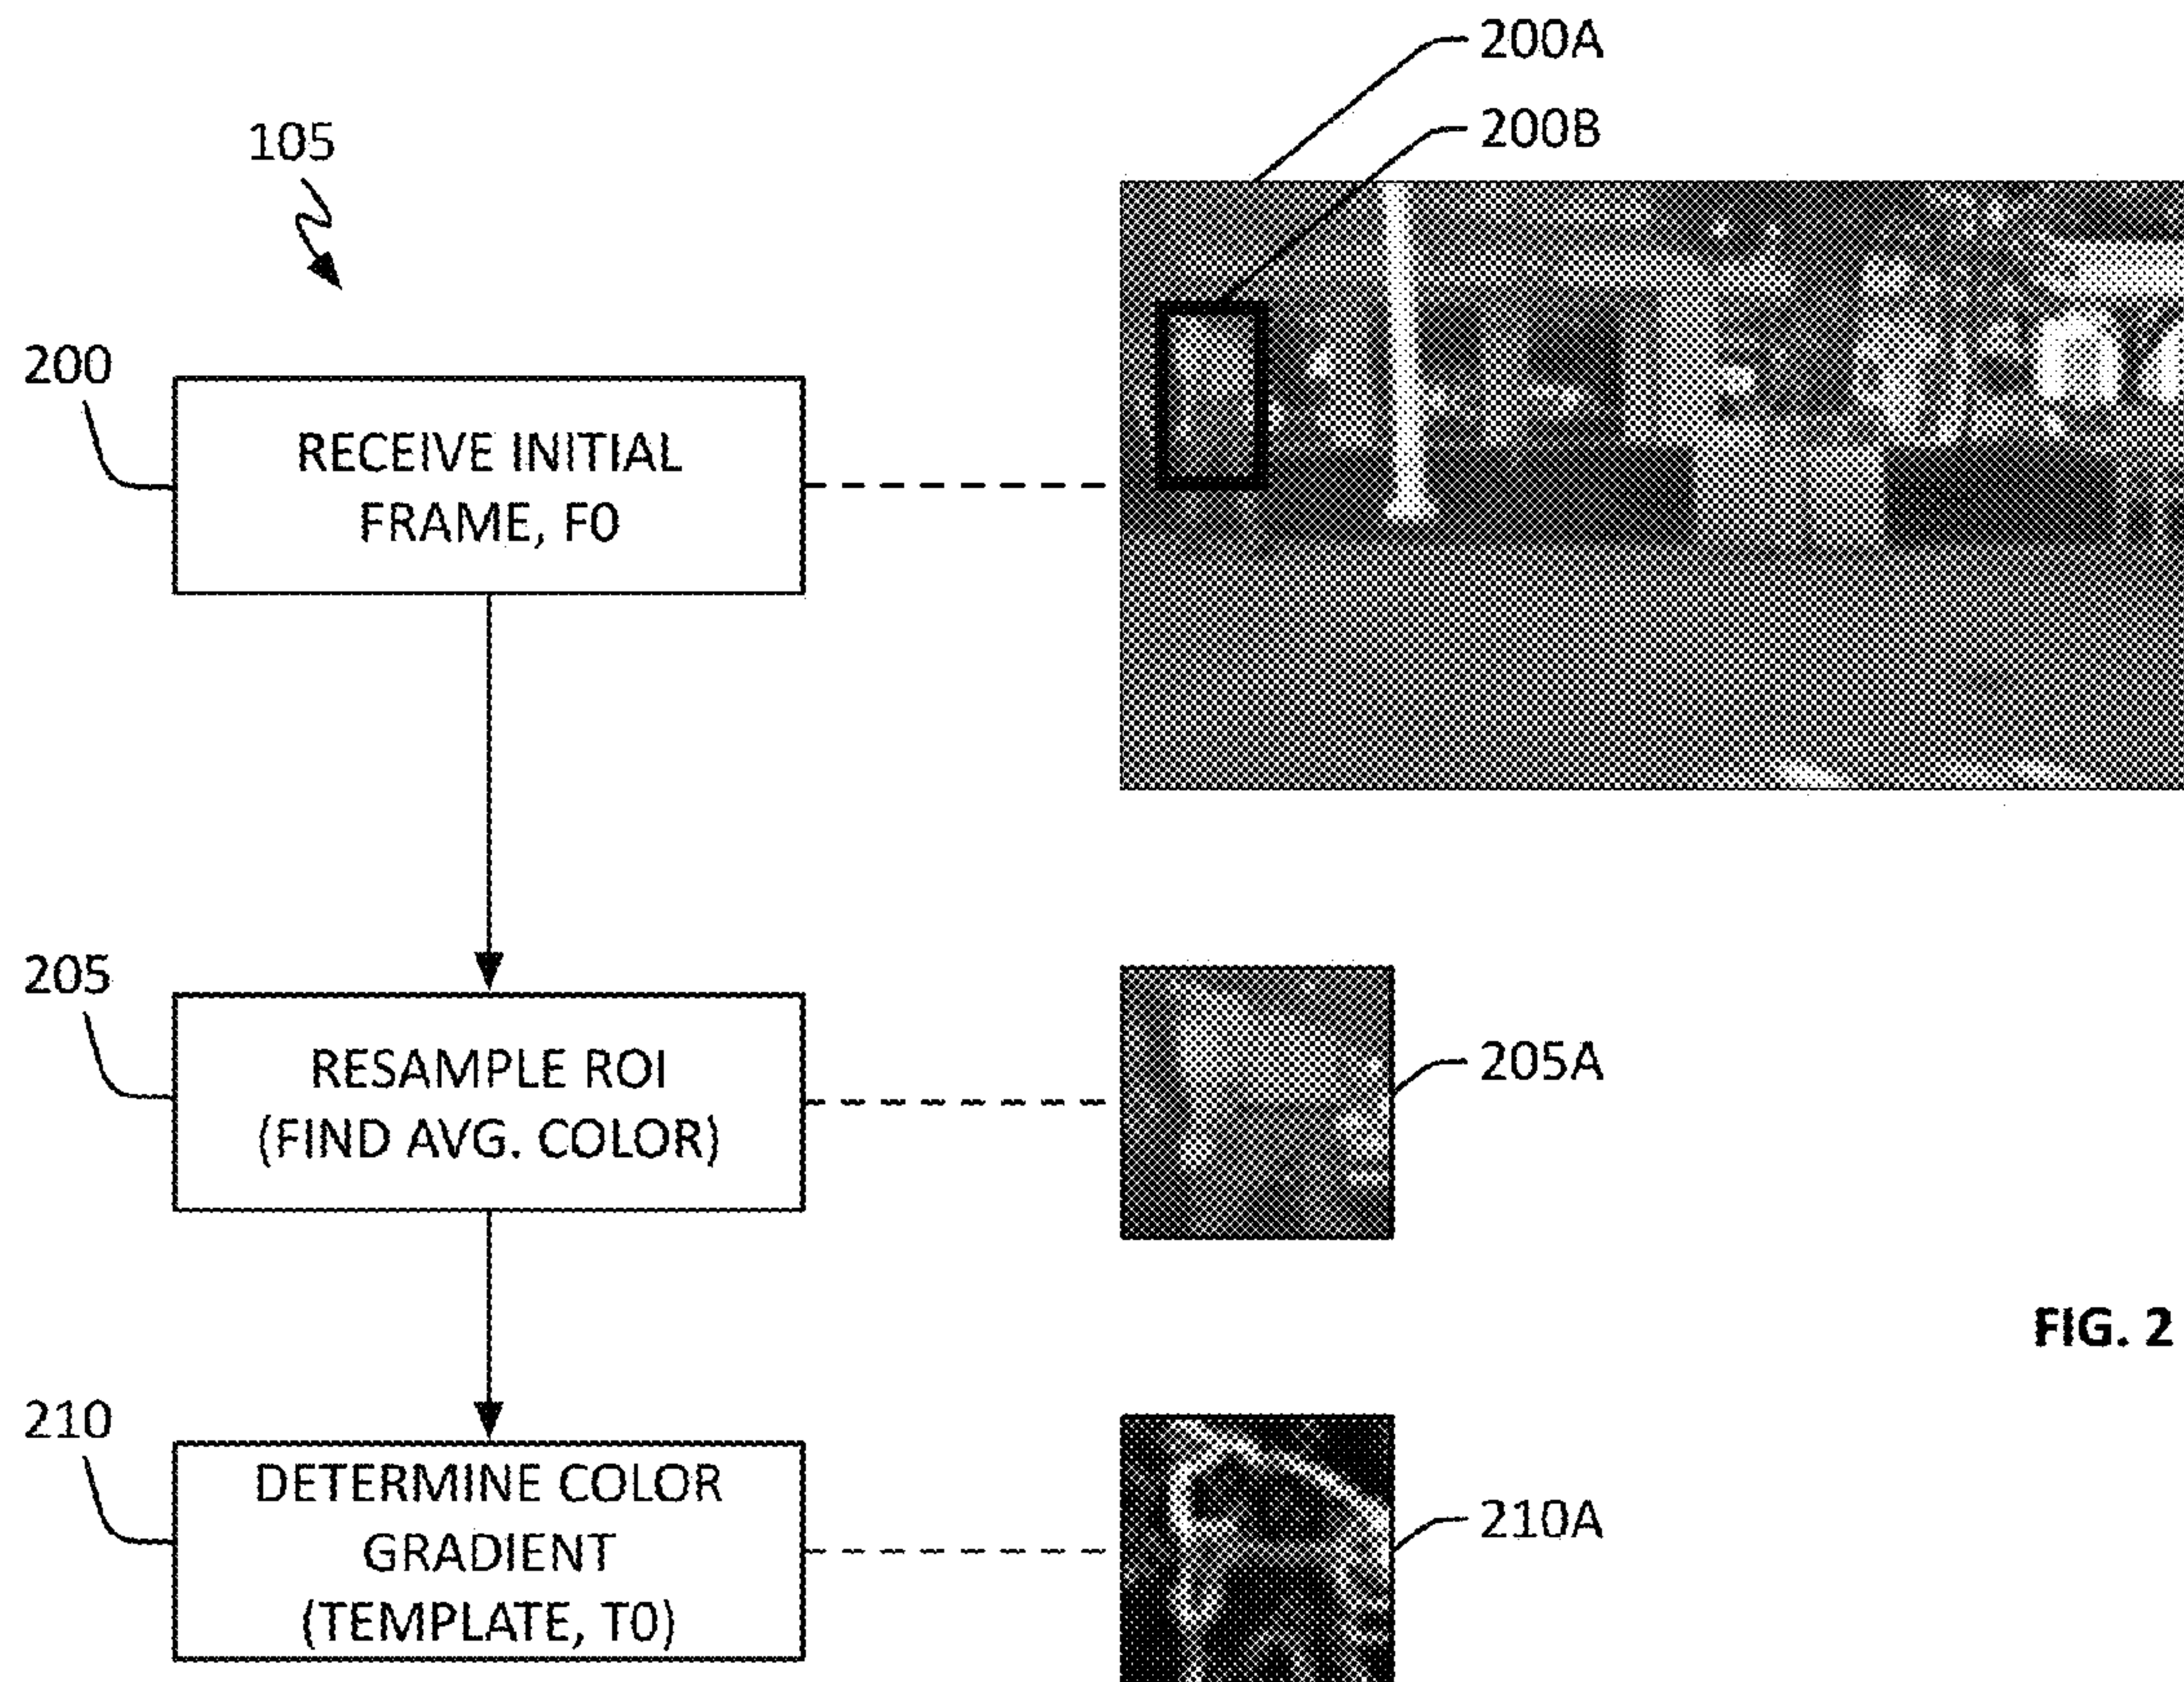 200A
200B
105
200
RECEIVE INITIAL
FRAME, F0
205
RESAMPLE ROI
(FIND AVG. COLOR)
205A
FIG. 2
210
DETERMINE COLOR
GRADIENT
(TEMPLATE, T0)
210A